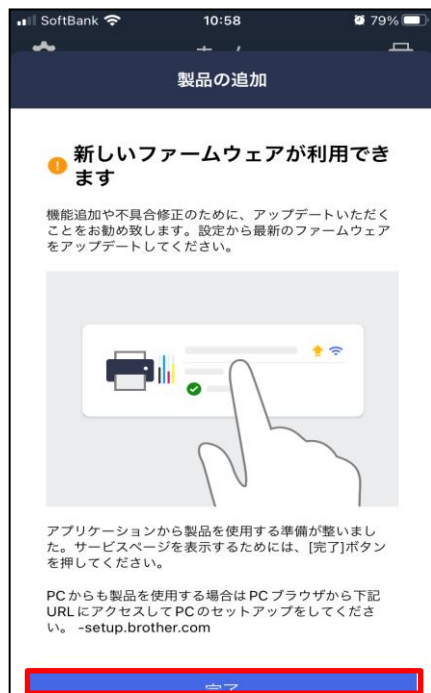 SoftBank 10:58 79%
製品の追加
新しいファームウェアが利用でき
ます
機能追加や不具合修正のために、アップデートいただく
ことをお勧め致します。設定から最新のファームウェア
をアップデートしてください。
アプリケーションから製品を使用する準備が整いまし
た。サービスページを表示するためには、[完了]ボタン
を押してください。
PCからも製品を使用する場合はPCブラウザから下記
URLにアクセスしてPCのセットアップをしてくださ
い。 -setup.brother.com
完了